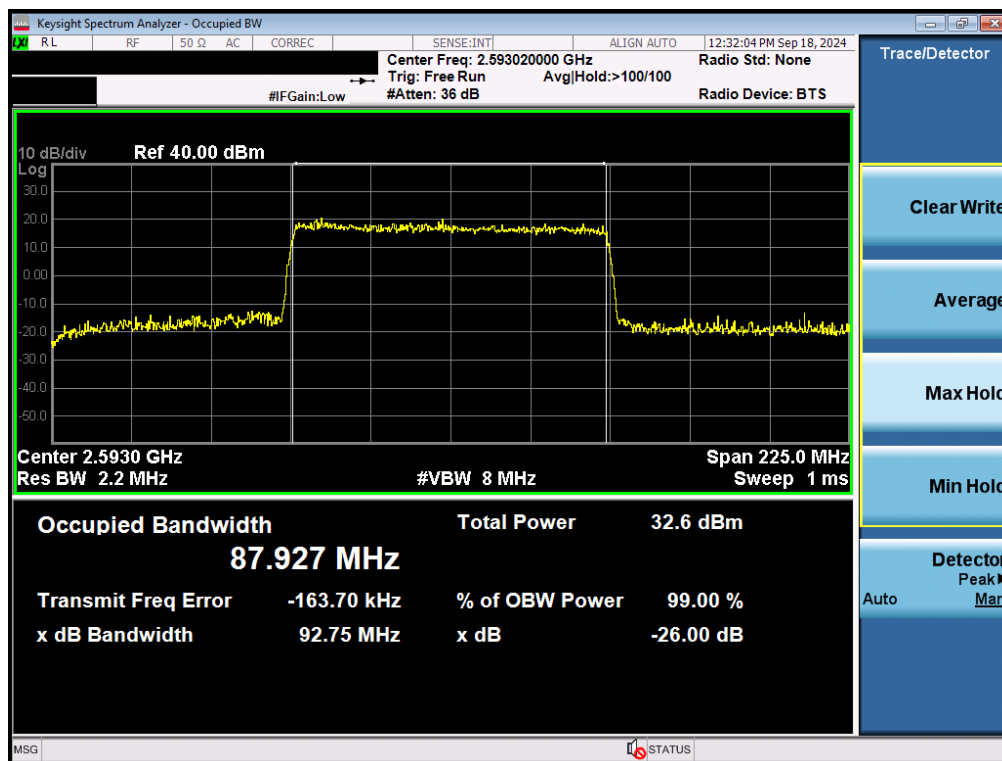 Keysight Spectrum Analyzer - Occupied BW
LXI RL RF 50 Ω AC CORREC SENSE:INT ALIGN AUTO 12:32:04 PM Sep 18, 2024
Center Freq: 2.593020000 GHz Radio Std: None
Trig: Free Run Avg|Hold:>100/100
#IFGain:Low #Atten: 36 dB Radio Device: BTS
10 dB/div Ref 40.00 dBm
Log
30.0
20.0
10.0
0.00
-10.0
-20.0
-30.0
-40.0
-50.0
Center 2.5930 GHz Span 225.0 MHz
Res BW 2.2 MHz #VBW 8 MHz Sweep 1 ms
Occupied Bandwidth Total Power 32.6 dBm
87.927 MHz
Transmit Freq Error -163.70 kHz % of OBW Power 99.00 %
x dB Bandwidth 92.75 MHz x dB -26.00 dB
MSG STATUS
Trace/Detector
Clear Write
Average
Max Hold
Min Hold
Detector
Peak▶
Auto Man